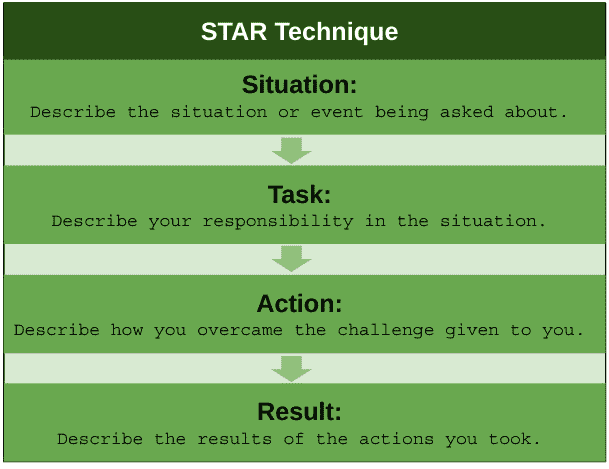 STAR Technique
Situation:
Describe the situation or event being asked about.
Task:
Describe your responsibility in the situation.
Action:
Describe how you overcame the challenge given to you.
Result:
Describe the results of the actions you took.